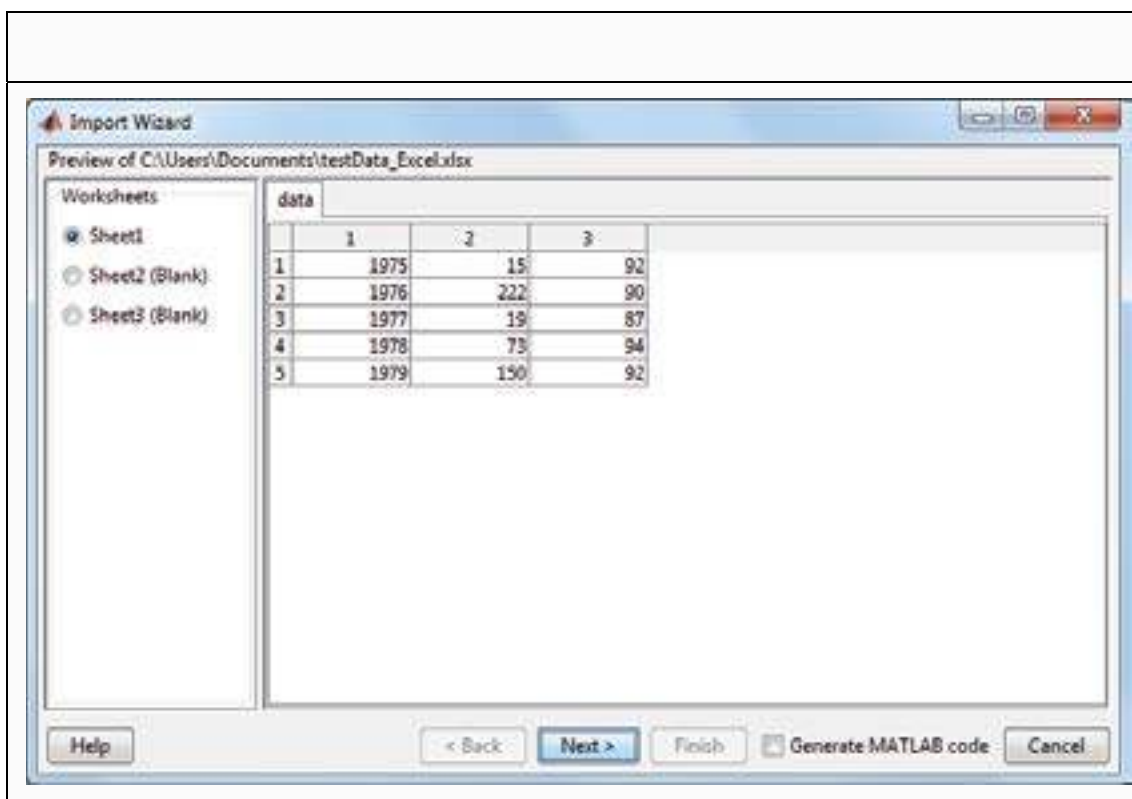 Import Wizard
Preview of C:\Users\Documents\testData_Excel.xlsx
Worksheets
Sheet1
Sheet2 (Blank)
Sheet3 (Blank)
data
1 2 3
1 1975 15 92
2 1976 222 90
3 1977 19 87
4 1978 73 94
5 1979 150 92
Help < Back Next > Finish Generate MATLAB code Cancel